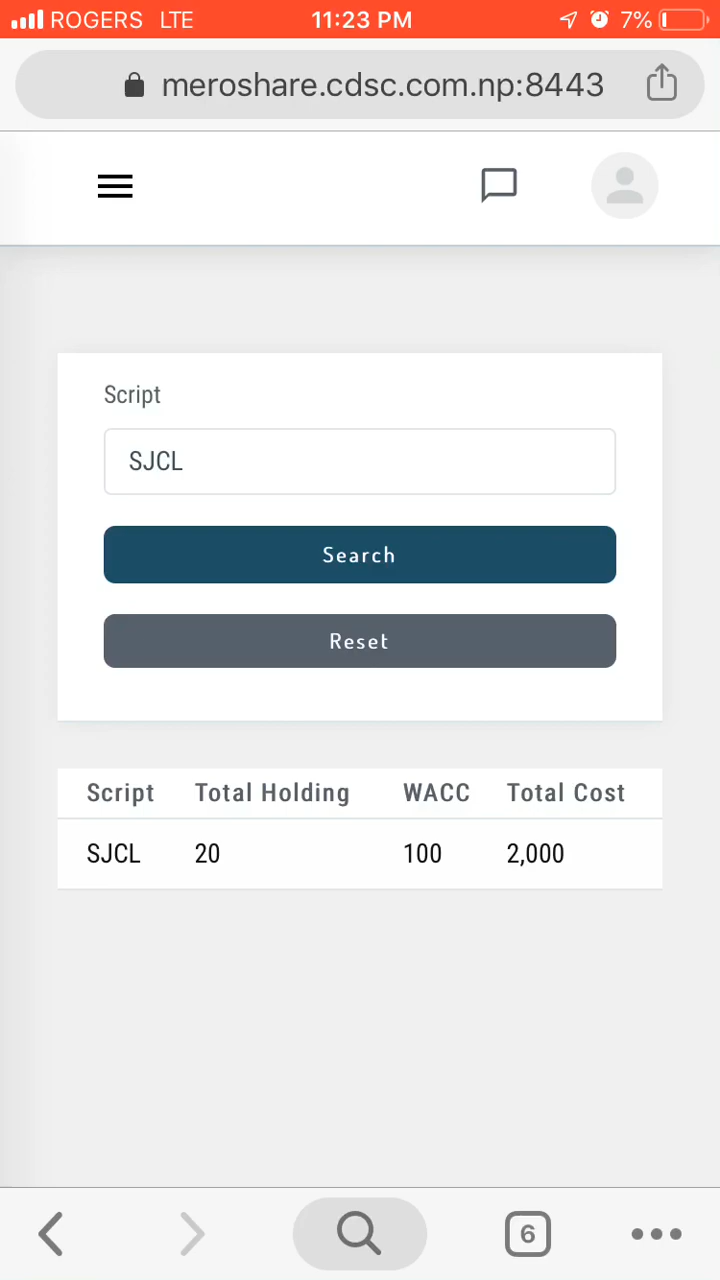 ROGERS LTE 11:23 PM 7%
meroshare.cdsc.com.np:8443
Script
SJCL
Search
Reset
Script Total Holding WACC Total Cost
SJCL 20 100 2,000
6